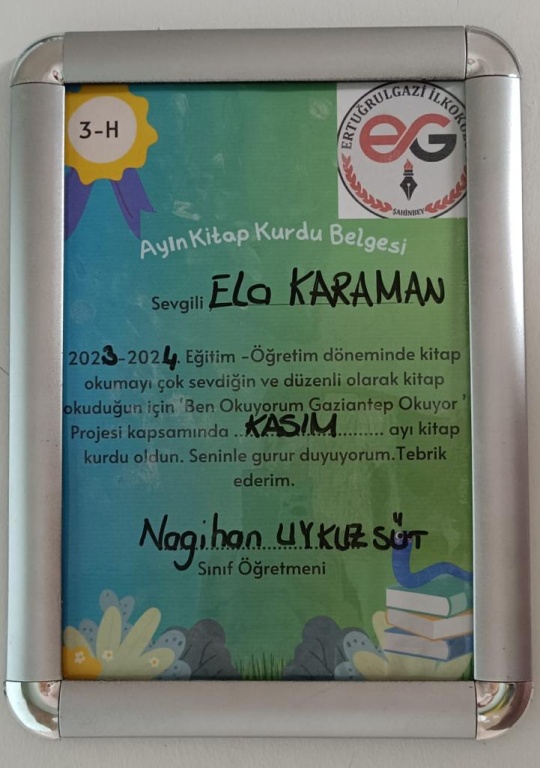 3-H
ERTUĞRULGAZİ İLKOKU
EG
ŞAHİNBEY
Ayın Kitap Kurdu Belgesi
Sevgili Ela KARAMAN
2023-2024. Eğitim -Öğretim döneminde kitap
okumayı çok sevdiğin ve düzenli olarak kitap
okuduğun için 'Ben Okuyorum Gaziantep Okuyor '
Projesi kapsamında ..KASIM.......... ayı kitap
kurdu oldun. Seninle gurur duyuyorum.Tebrik
ederim.
Nagihan UYKUZ SÜT
Sınıf Öğretmeni